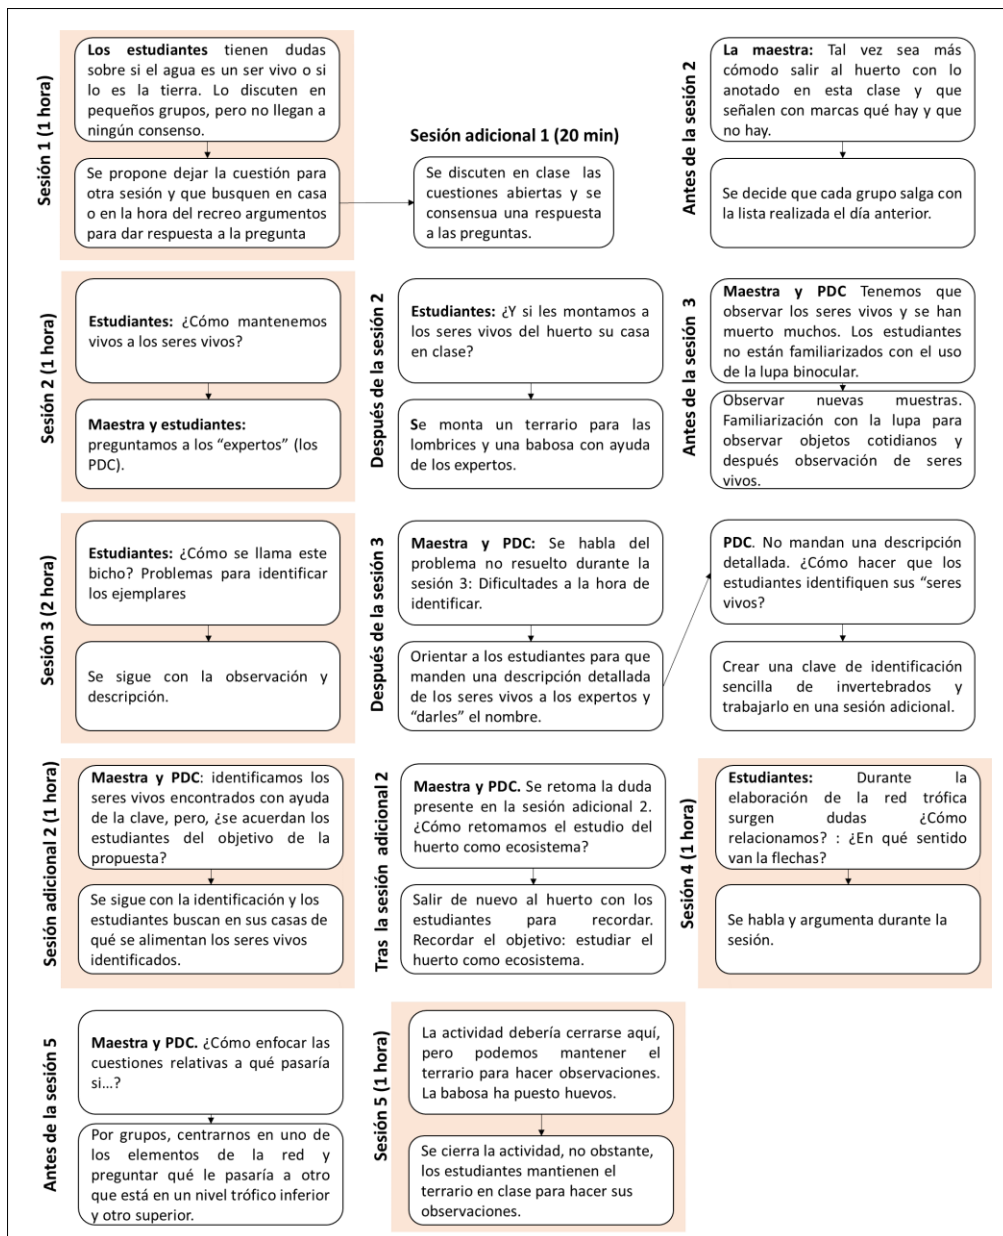 Sesión 1 (1 hora)
Los estudiantes tienen dudas
sobre si el agua es un ser vivo o si
lo es la tierra. Lo discuten en
pequeños grupos, pero no llegan a
ningún consenso.
Se propone dejar la cuestión para
otra sesión y que busquen en casa
o en la hora del recreo argumentos
para dar respuesta a la pregunta
Sesión adicional 1 (20 min)
Se discuten en clase las
cuestiones abiertas y se
consensua una respuesta
a las preguntas.
Antes de la sesión 2
La maestra: Tal vez sea más
cómodo salir al huerto con lo
anotado en esta clase y que
señalen con marcas qué hay y que
no hay.
Se decide que cada grupo salga con
la lista realizada el día anterior.
Sesión 2 (1 hora)
Estudiantes: ¿Cómo mantenemos
vivos a los seres vivos?
Maestra y estudiantes:
preguntamos a los “expertos” (los
PDC).
Después de la sesión 2
Estudiantes: ¿Y si les montamos a
los seres vivos del huerto su casa
en clase?
Se monta un terrario para las
lombrices y una babosa con ayuda
de los expertos.
Antes de la sesión 3
Maestra y PDC Tenemos que
observar los seres vivos y se han
muerto muchos. Los estudiantes
no están familiarizados con el uso
de la lupa binocular.
Observar nuevas muestras.
Familiarización con la lupa para
observar objetos cotidianos y
después observación de seres
vivos.
Sesión 3 (2 hora)
Estudiantes: ¿Cómo se llama este
bicho? Problemas para identificar
los ejemplares
Se sigue con la observación y
descripción.
Después de la sesión 3
Maestra y PDC: Se habla del
problema no resuelto durante la
sesión 3: Dificultades a la hora de
identificar.
Orientar a los estudiantes para que
manden una descripción detallada
de los seres vivos a los expertos y
“darles” el nombre.
PDC. No mandan una descripción
detallada. ¿Cómo hacer que los
estudiantes identifiquen sus “seres
vivos?
Crear una clave de identificación
sencilla de invertebrados y
trabajarlo en una sesión adicional.
Sesión adicional 2 (1 hora)
Maestra y PDC: identificamos los
seres vivos encontrados con ayuda
de la clave, pero, ¿se acuerdan los
estudiantes del objetivo de la
propuesta?
Se sigue con la identificación y los
estudiantes buscan en sus casas de
qué se alimentan los seres vivos
identificados.
Tras la sesión adicional 2
Maestra y PDC. Se retoma la duda
presente en la sesión adicional 2.
¿Cómo retomamos el estudio del
huerto como ecosistema?
Salir de nuevo al huerto con los
estudiantes para recordar.
Recordar el objetivo: estudiar el
huerto como ecosistema.
Sesión 4 (1 hora)
Estudiantes: Durante la
elaboración de la red trófica
surgen dudas ¿Cómo
relacionamos? : ¿En qué sentido
van la flechas?
Se habla y argumenta durante la
sesión.
Antes de la sesión 5
Maestra y PDC. ¿Cómo enfocar las
cuestiones relativas a qué pasaría
si...?
Por grupos, centrarnos en uno de
los elementos de la red y
preguntar qué le pasaría a otro
que está en un nivel trófico inferior
y otro superior.
Sesión 5 (1 hora)
La actividad debería cerrarse aquí,
pero podemos mantener el
terrario para hacer observaciones.
La babosa ha puesto huevos.
Se cierra la actividad, no obstante,
los estudiantes mantienen el
terrario en clase para hacer sus
observaciones.